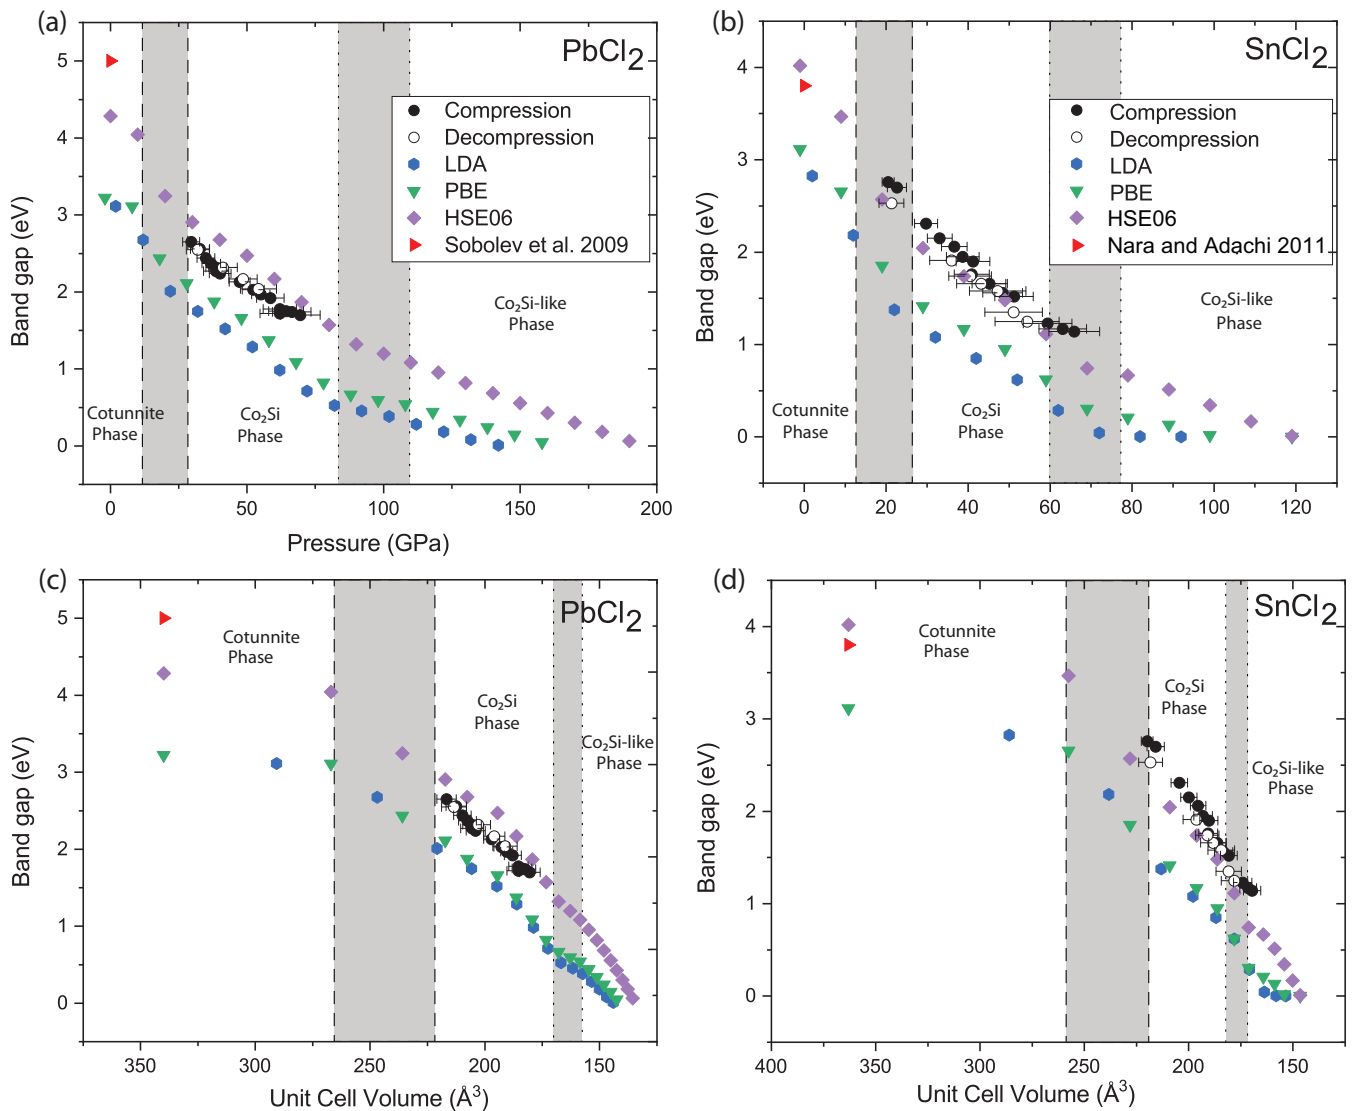 (a)
PbCl2
Band gap (eV)
5
4
3
2
1
0
Compression
Decompression
LDA
PBE
HSE06
Sobolev et al. 2009
Cotunnite
Phase
Co₂Si
Phase
Co₂Si-like
Phase
0
50
100
150
200
Pressure (GPa)
(b)
SnCl2
Band gap (eV)
4
3
2
1
0
Compression
Decompression
LDA
PBE
HSE06
Nara and Adachi 2011
Cotunnite
Phase
Co₂Si
Phase
Co₂Si-like
Phase
0
20
40
60
80
100
120
(c)
PbCl2
Band gap (eV)
5
4
3
2
1
0
Cotunnite
Phase
Co₂Si
Phase
Co₂Si-like
Phase
350
300
250
200
150
Unit Cell Volume (Å³)
(d)
SnCl2
Band gap (eV)
4
3
2
1
0
Cotunnite
Phase
Co₂Si
Phase
Co₂Si-like
Phase
400
350
300
250
200
150
Unit Cell Volume (Å³)